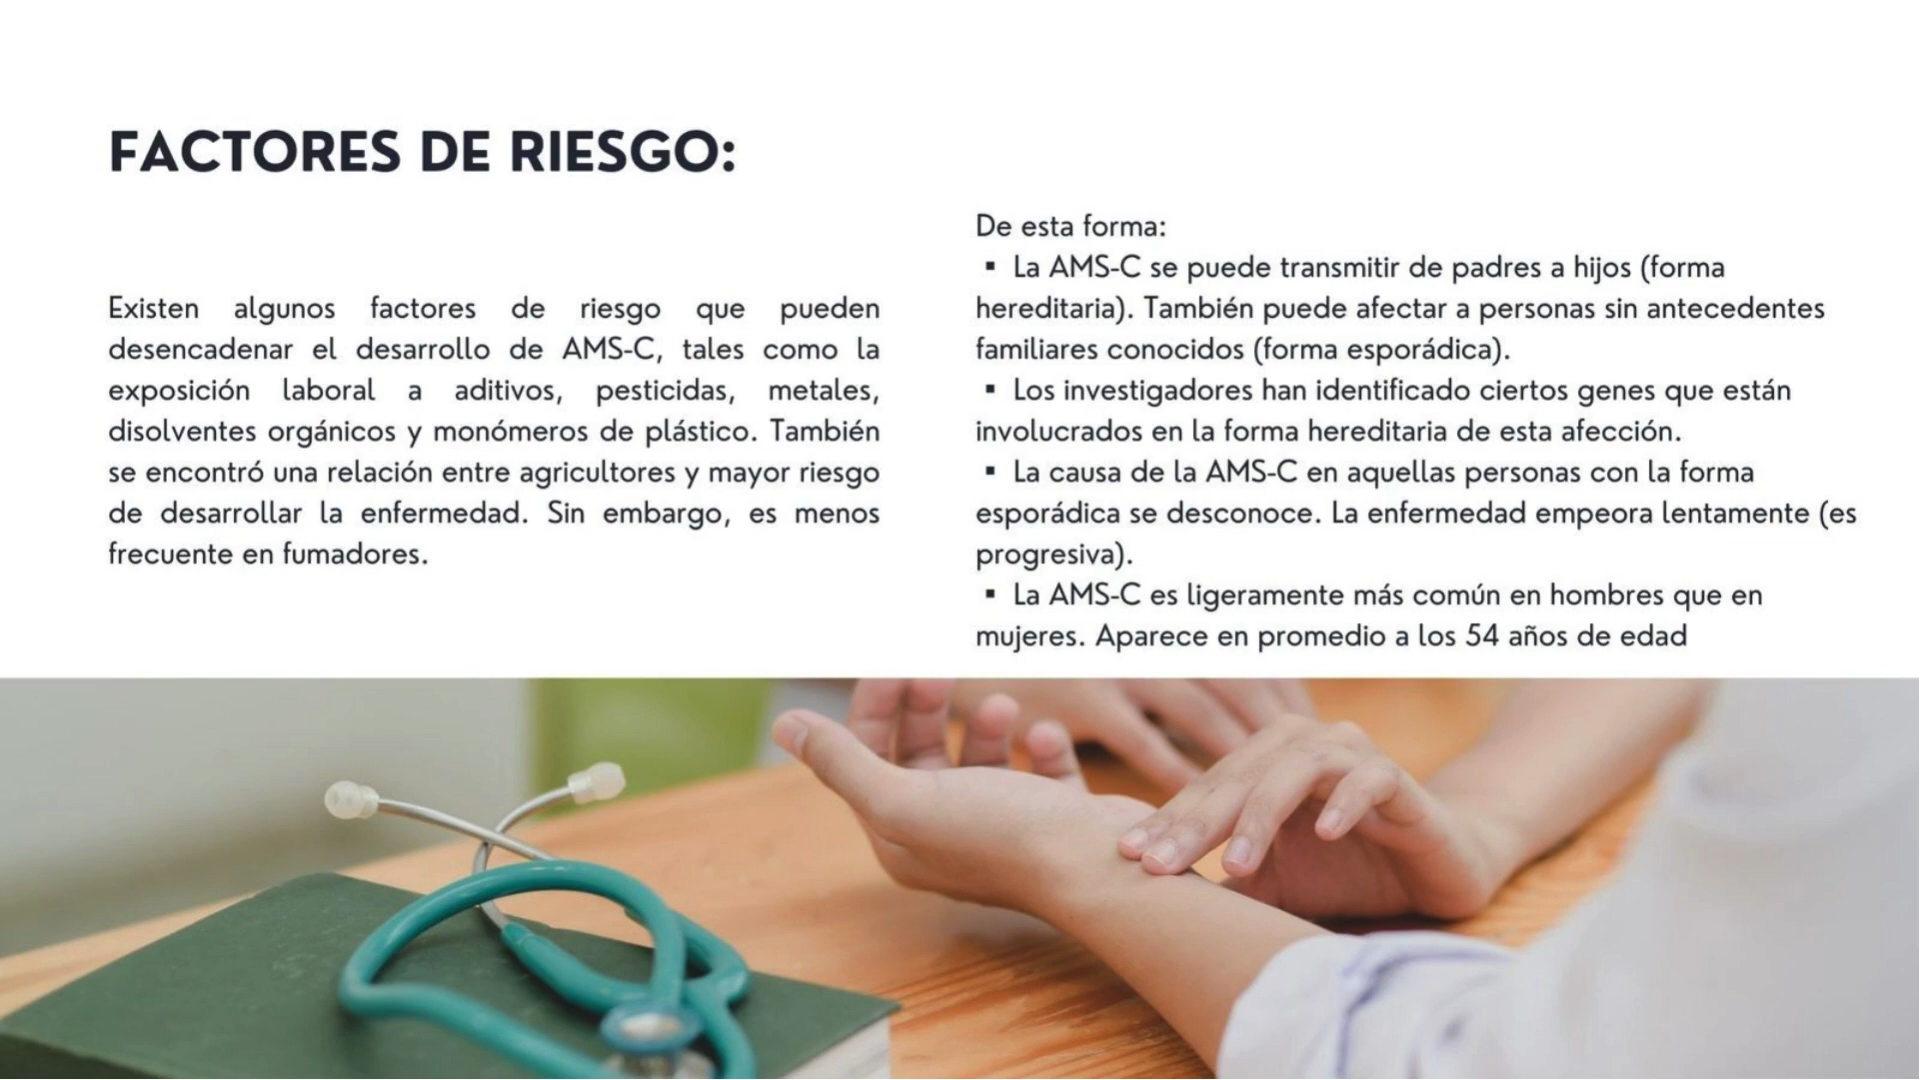 FACTORES DE RIESGO:
Existen algunos factores de riesgo que pueden
desencadenar el desarrollo de AMS-C, tales como la
exposición laboral a aditivos, pesticidas, metales,
disolventes orgánicos y monómeros de plástico. También
se encontró una relación entre agricultores y mayor riesgo
de desarrollar la enfermedad. Sin embargo, es menos
frecuente en fumadores.
De esta forma:
▪ La AMS-C se puede transmitir de padres a hijos (forma
hereditaria). También puede afectar a personas sin antecedentes
familiares conocidos (forma esporádica).
▪ Los investigadores han identificado ciertos genes que están
involucrados en la forma hereditaria de esta afección.
▪ La causa de la AMS-C en aquellas personas con la forma
esporádica se desconoce. La enfermedad empeora lentamente (es
progresiva).
▪ La AMS-C es ligeramente más común en hombres que en
mujeres. Aparece en promedio a los 54 años de edad